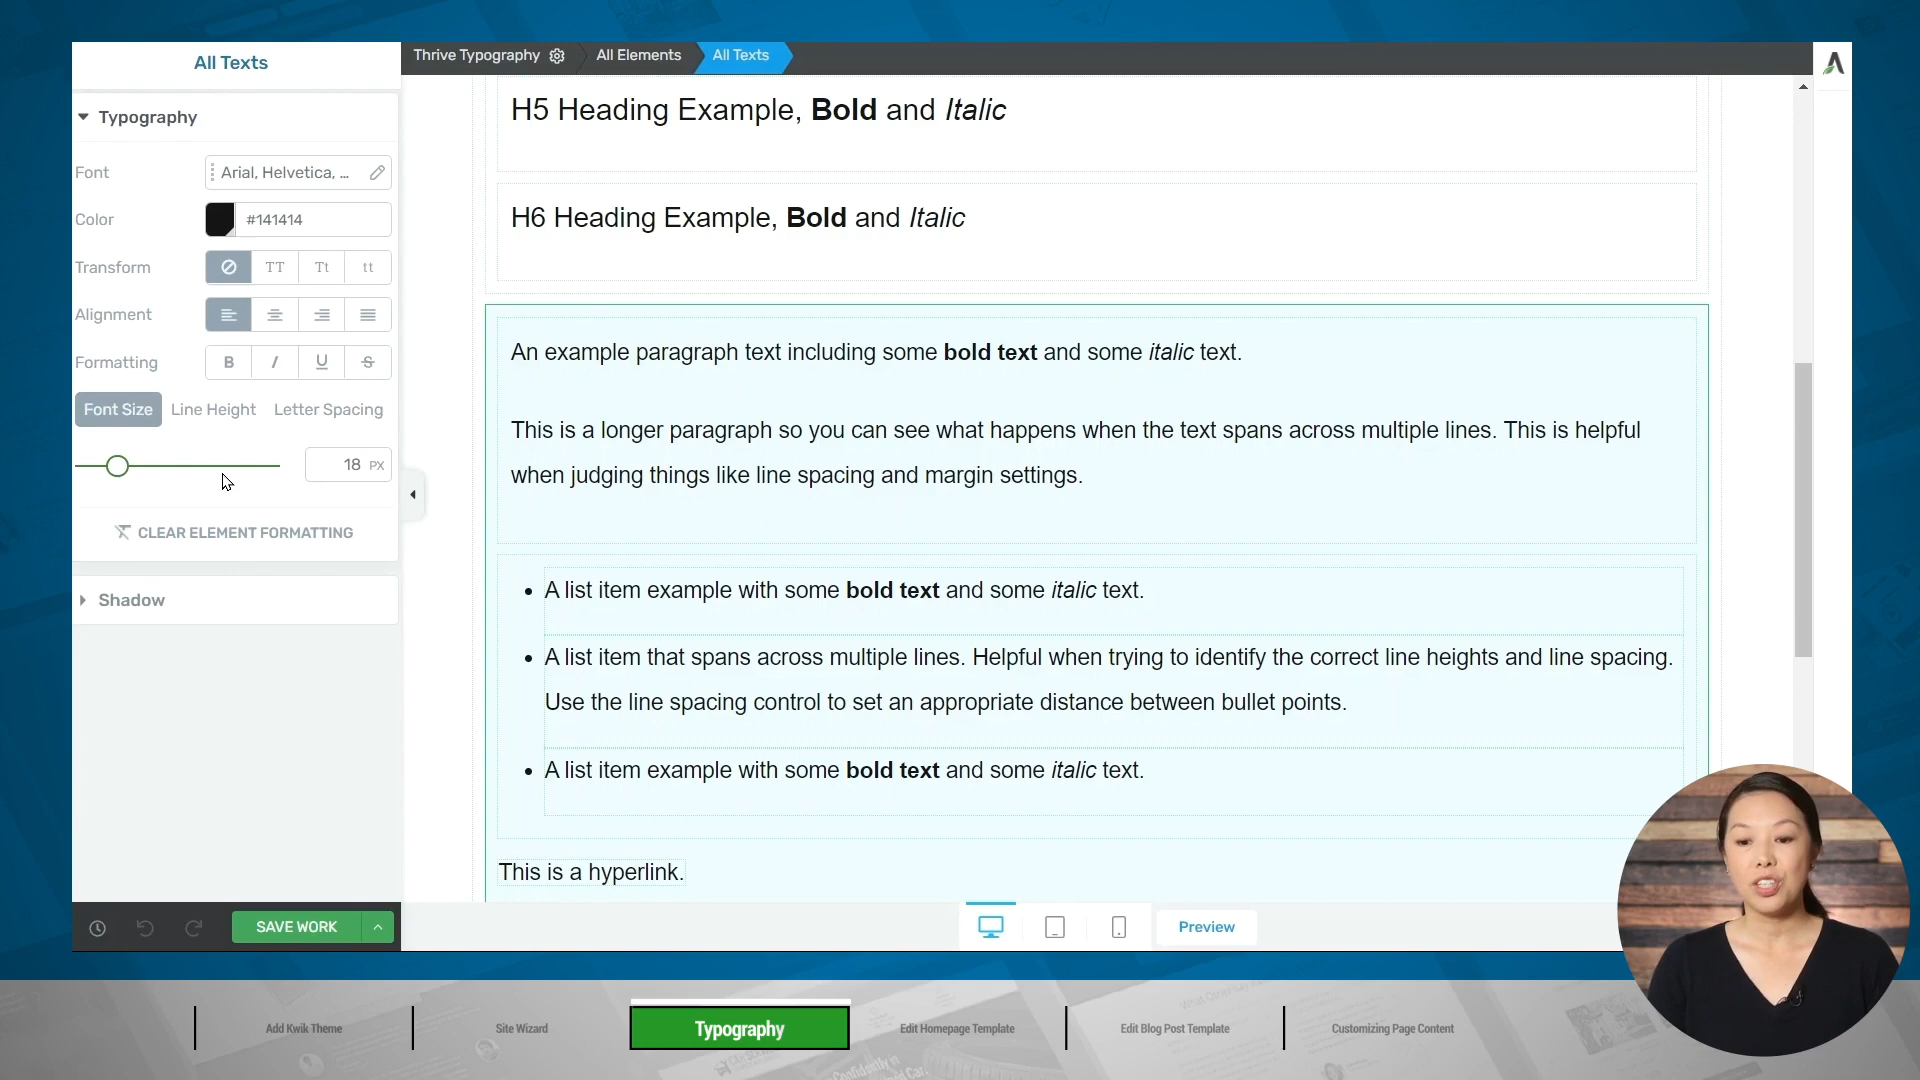 All Texts
Thrive Typography
All Elements
All Texts
Typography
Font
Arial, Helvetica, ...
Color
#141414
Transform
TT
Tt
tt
Alignment
Formatting
B
I
U
S
Font Size
Line Height
Letter Spacing
18 PX
CLEAR ELEMENT FORMATTING
Shadow
SAVE WORK
H5 Heading Example, Bold and Italic
H6 Heading Example, Bold and Italic
An example paragraph text including some bold text and some italic text.
This is a longer paragraph so you can see what happens when the text spans across multiple lines. This is helpful
when judging things like line spacing and margin settings.
• A list item example with some bold text and some italic text.
• A list item that spans across multiple lines. Helpful when trying to identify the correct line heights and line spacing.
Use the line spacing control to set an appropriate distance between bullet points.
• A list item example with some bold text and some italic text.
This is a hyperlink.
Preview
Add Kwik Theme
Site Wizard
Typography
Edit Homepage Template
Edit Blog Post Template
Customizing Page Content